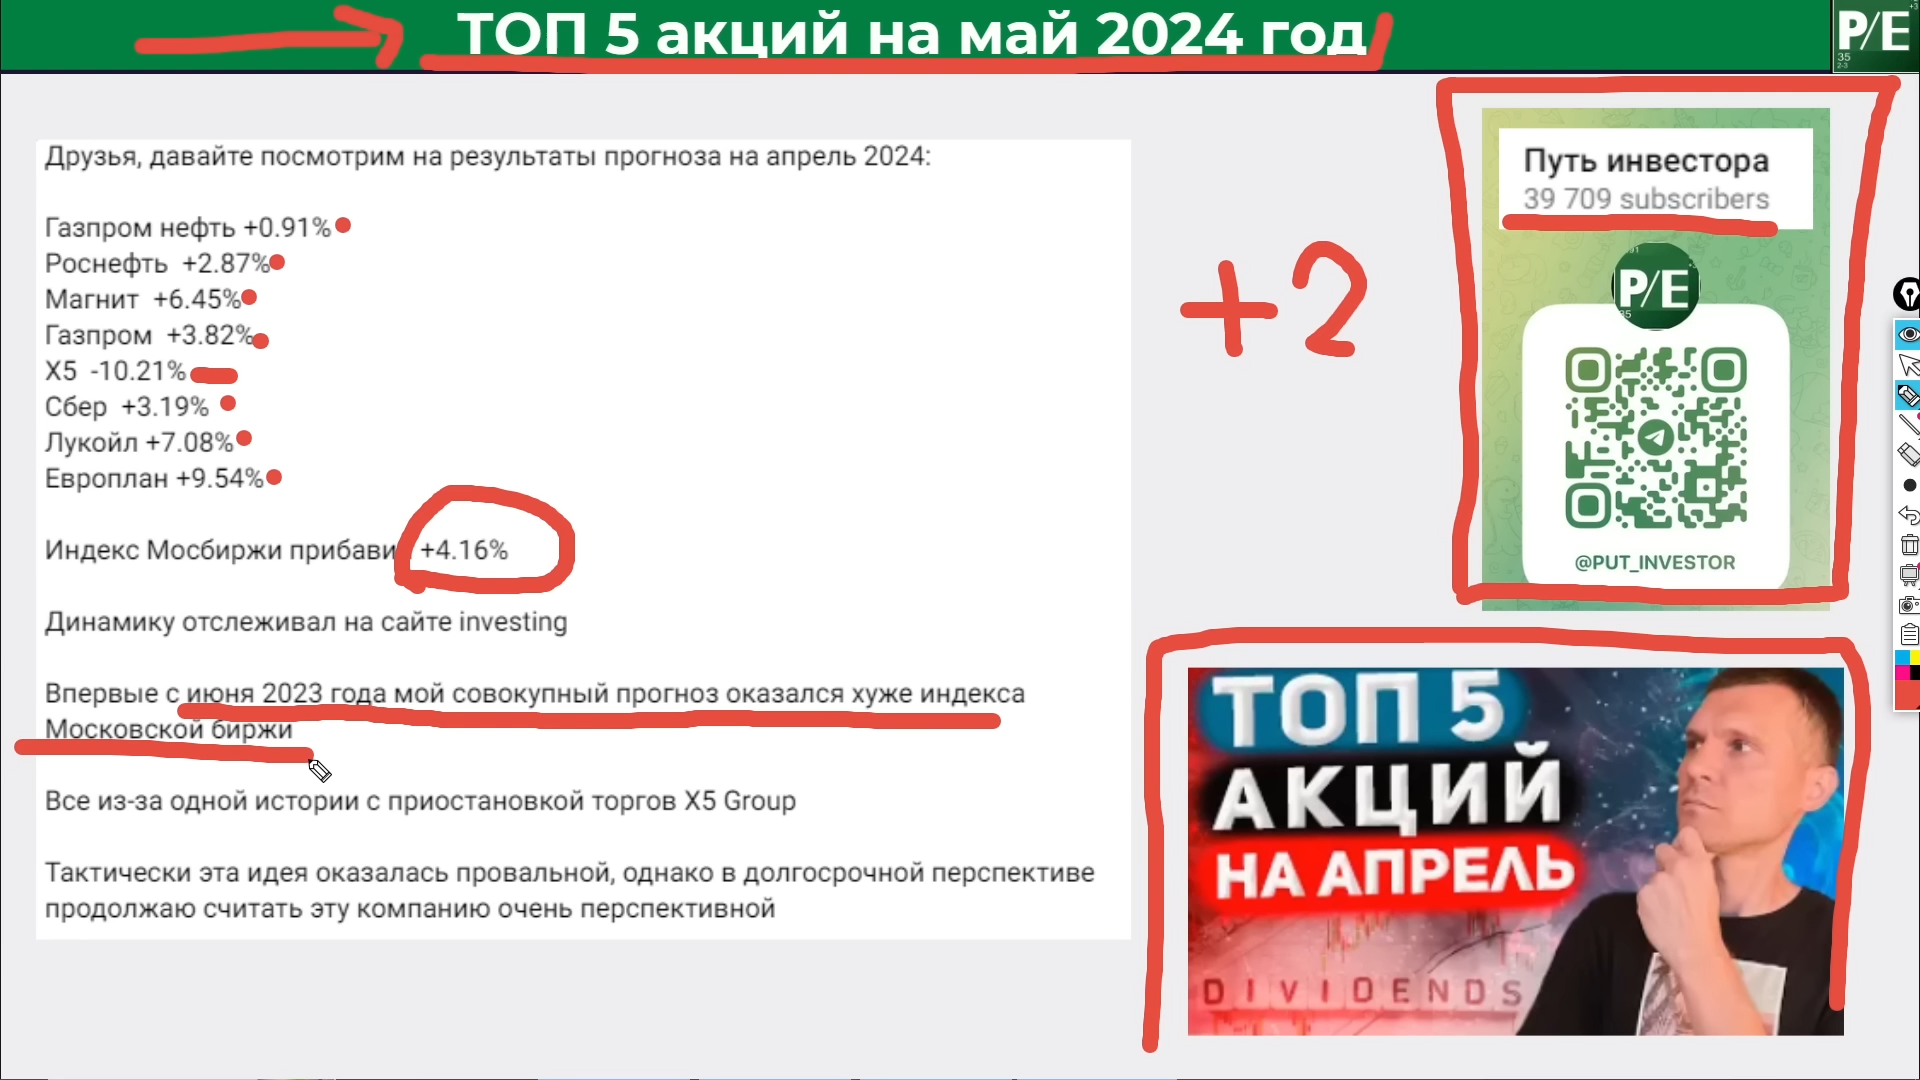 ТОП 5 акций на май 2024 год
P/E
35
2-3
Друзья, давайте посмотрим на результаты прогноза на апрель 2024:
Газпром нефть +0.91%
Роснефть +2.87%
Магнит +6.45%
Газпром +3.82%
X5 -10.21%
Сбер +3.19%
Лукойл +7.08%
Европлан +9.54%
Индекс Мосбиржи +4.16%
Динамику отслеживал на сайте investing
Впервые с июня 2023 года мой совокупный прогноз оказался хуже индекса
Московской биржи
Все из-за одной истории с приостановкой торгов X5 Group
Тактически эта идея оказалась провальной, однако в долгосрочной перспективе
продолжаю считать эту компанию очень перспективной
+2
Путь инвестора
39 709 subscribers
P/E
@PUT_INVESTOR
ТОП 5
АКЦИЙ
НА АПРЕЛЬ
DIVIDENDS